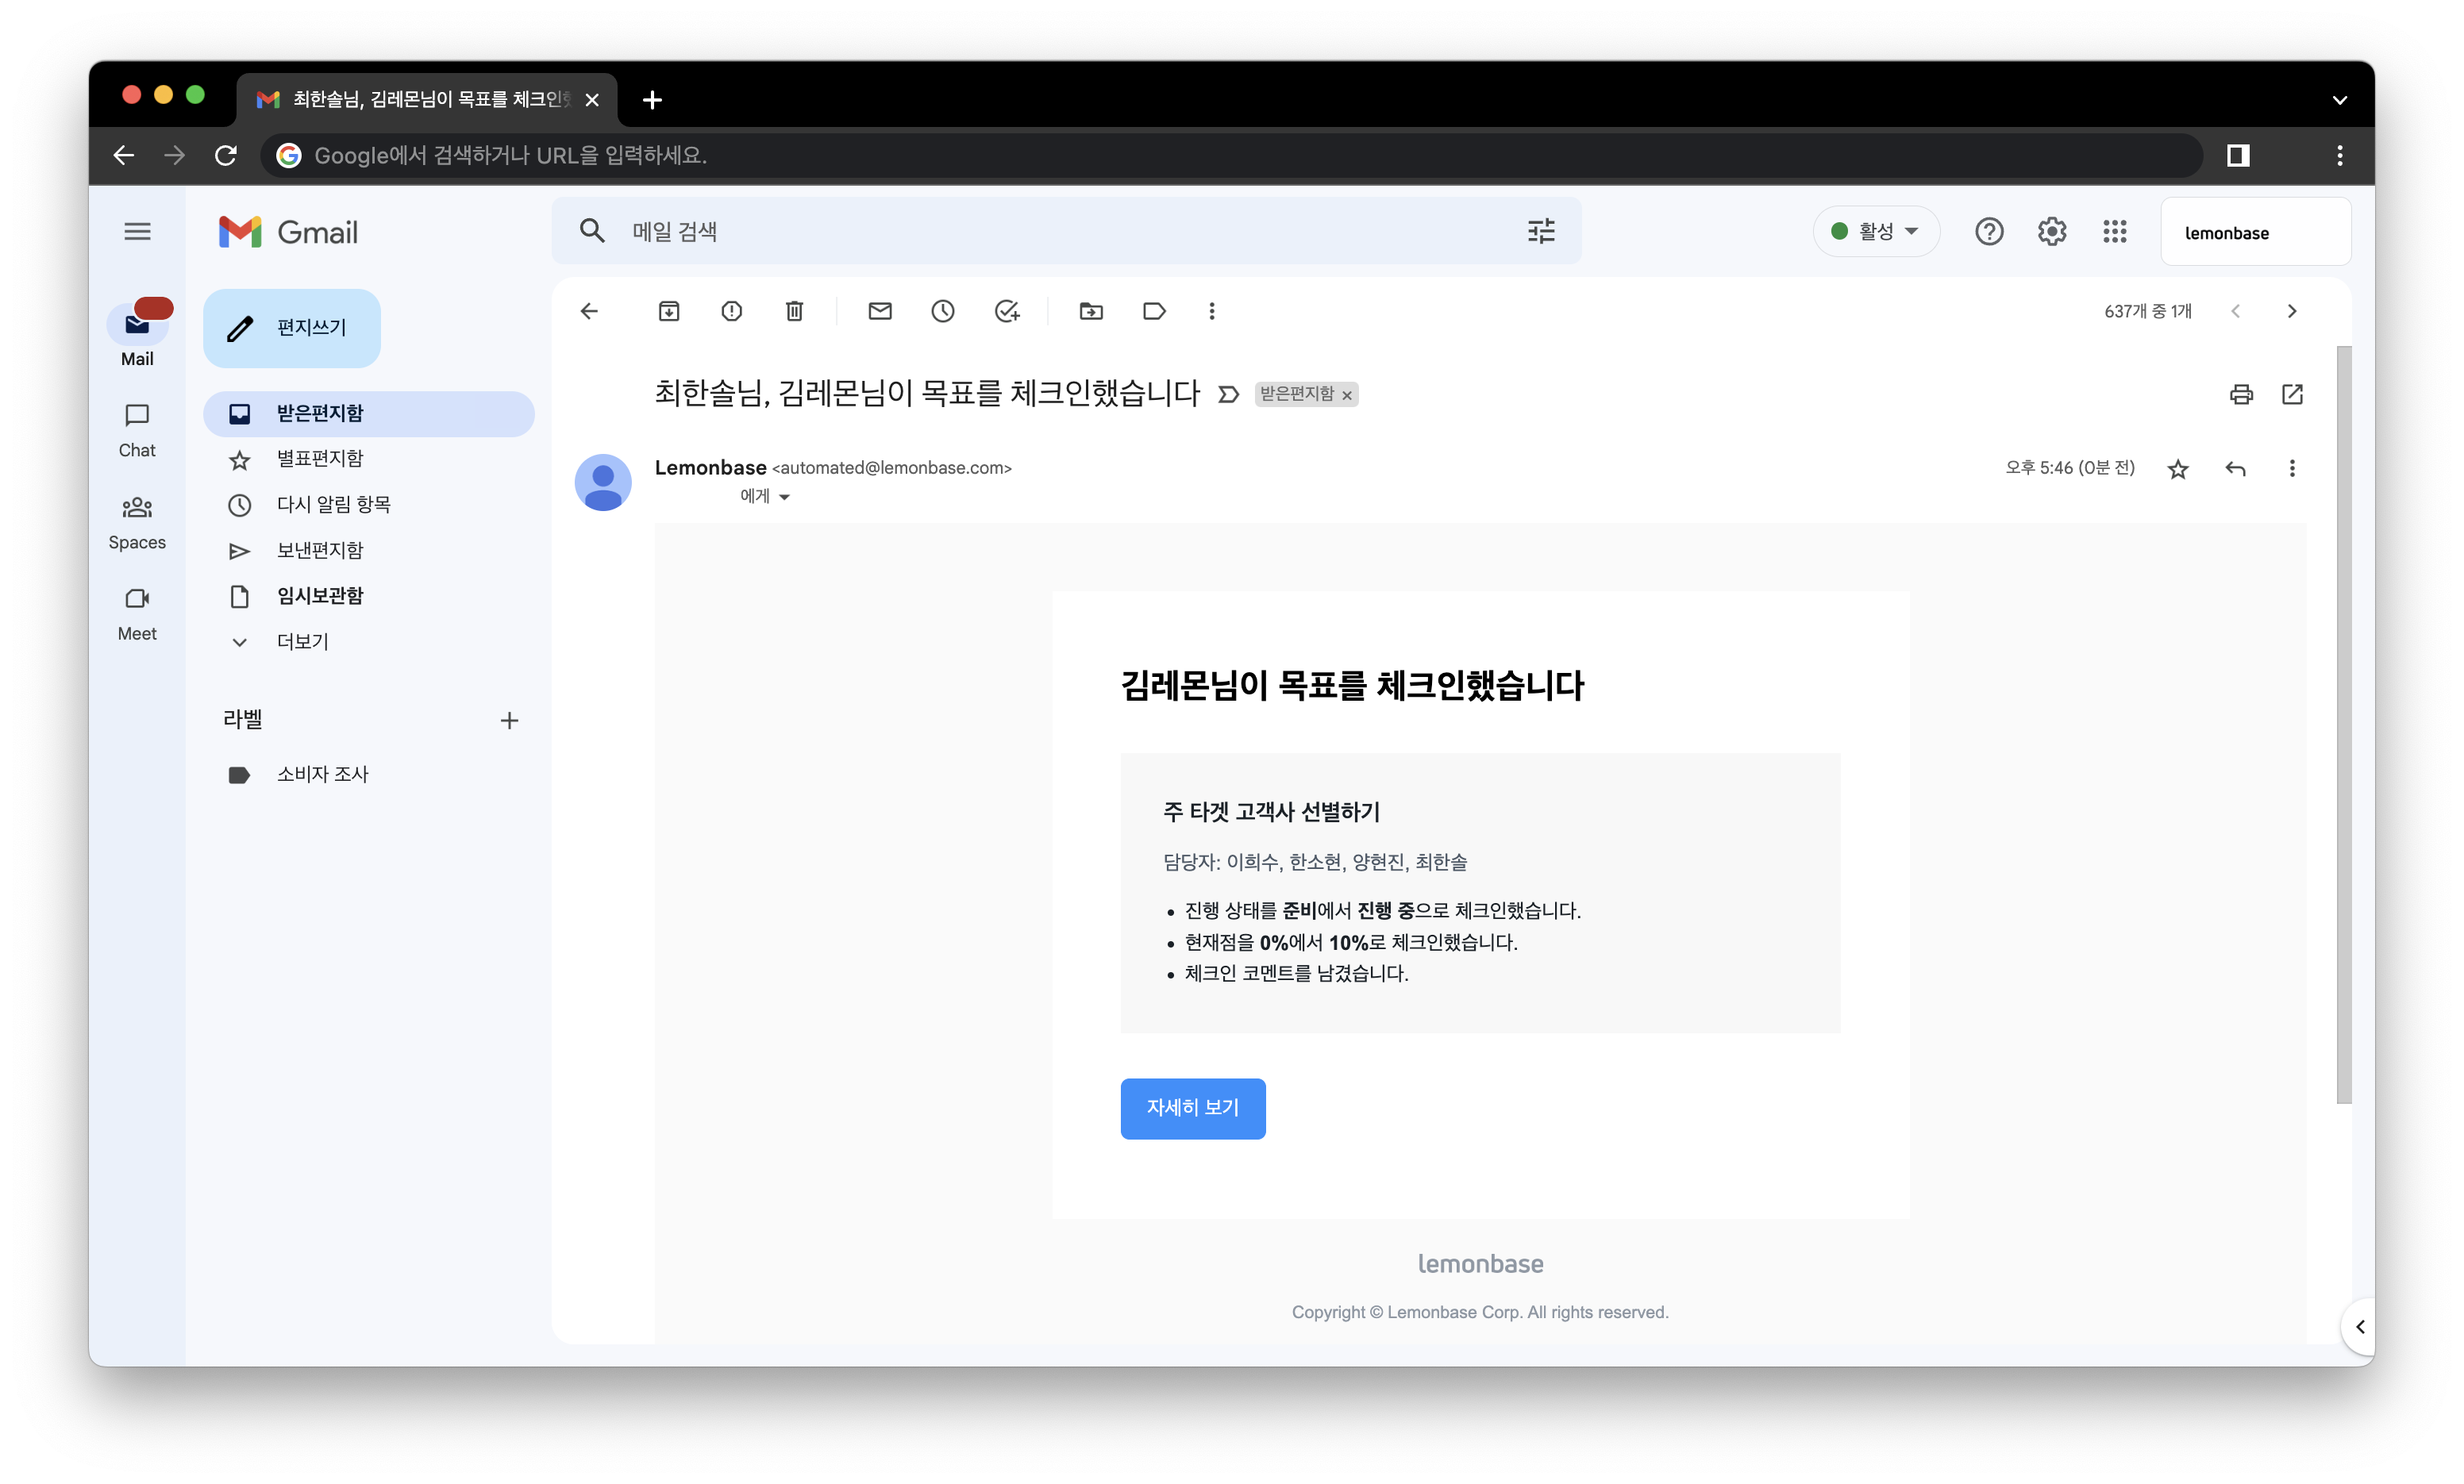 최한솔님, 김레몬님이 목표를 체크인
Google에서 검색하거나 URL을 입력하세요.
Gmail
메일 검색
활성
lemonbase
Mail
Chat
Spaces
Meet
편지쓰기
받은편지함
별표편지함
다시 알림 항목
보낸편지함
임시보관함
더보기
라벨
소비자 조사
637개 중 1개
최한솔님, 김레몬님이 목표를 체크인했습니다
받은편지함
Lemonbase <automated@lemonbase.com>
에게
오후 5:46 (0분 전)
김레몬님이 목표를 체크인했습니다
주 타겟 고객사 선별하기
담당자: 이희수, 한소현, 양현진, 최한솔
• 진행 상태를 준비에서 진행 중으로 체크인했습니다.
• 현재점을 0%에서 10%로 체크인했습니다.
• 체크인 코멘트를 남겼습니다.
자세히 보기
lemonbase
Copyright © Lemonbase Corp. All rights reserved.